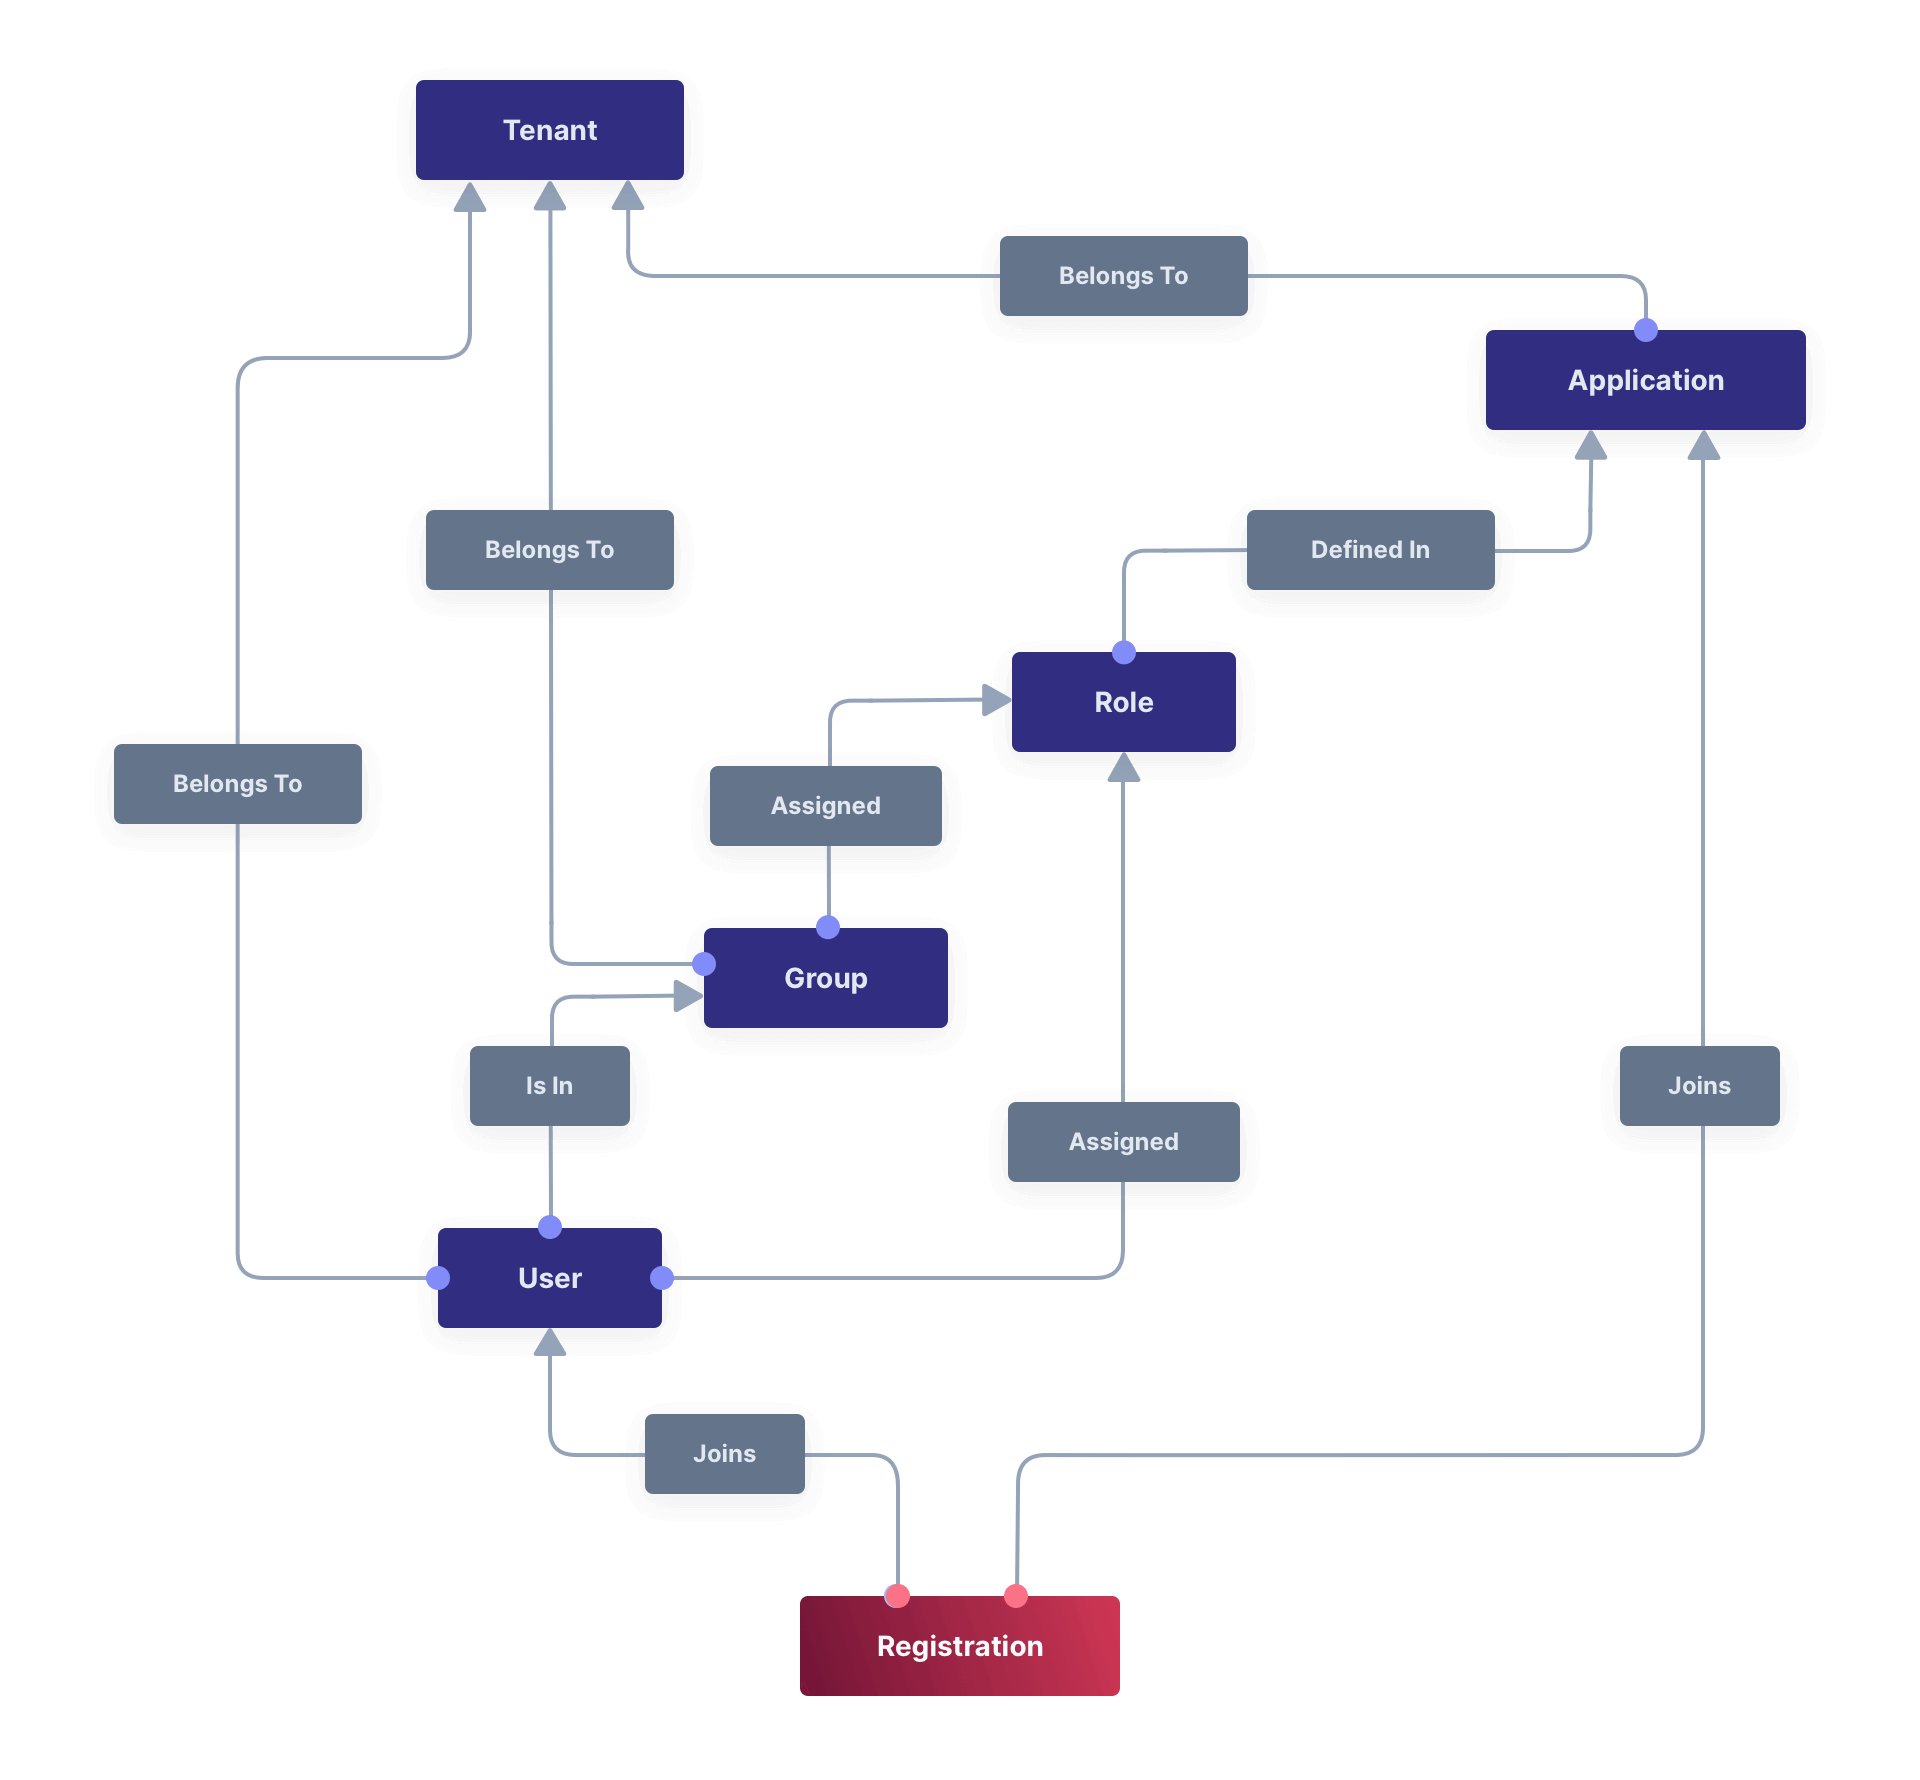 Tenant
Belongs To
Application
Belongs To
Defined In
Role
Belongs To
Assigned
Group
Is In
Joins
Assigned
User
Joins
Registration